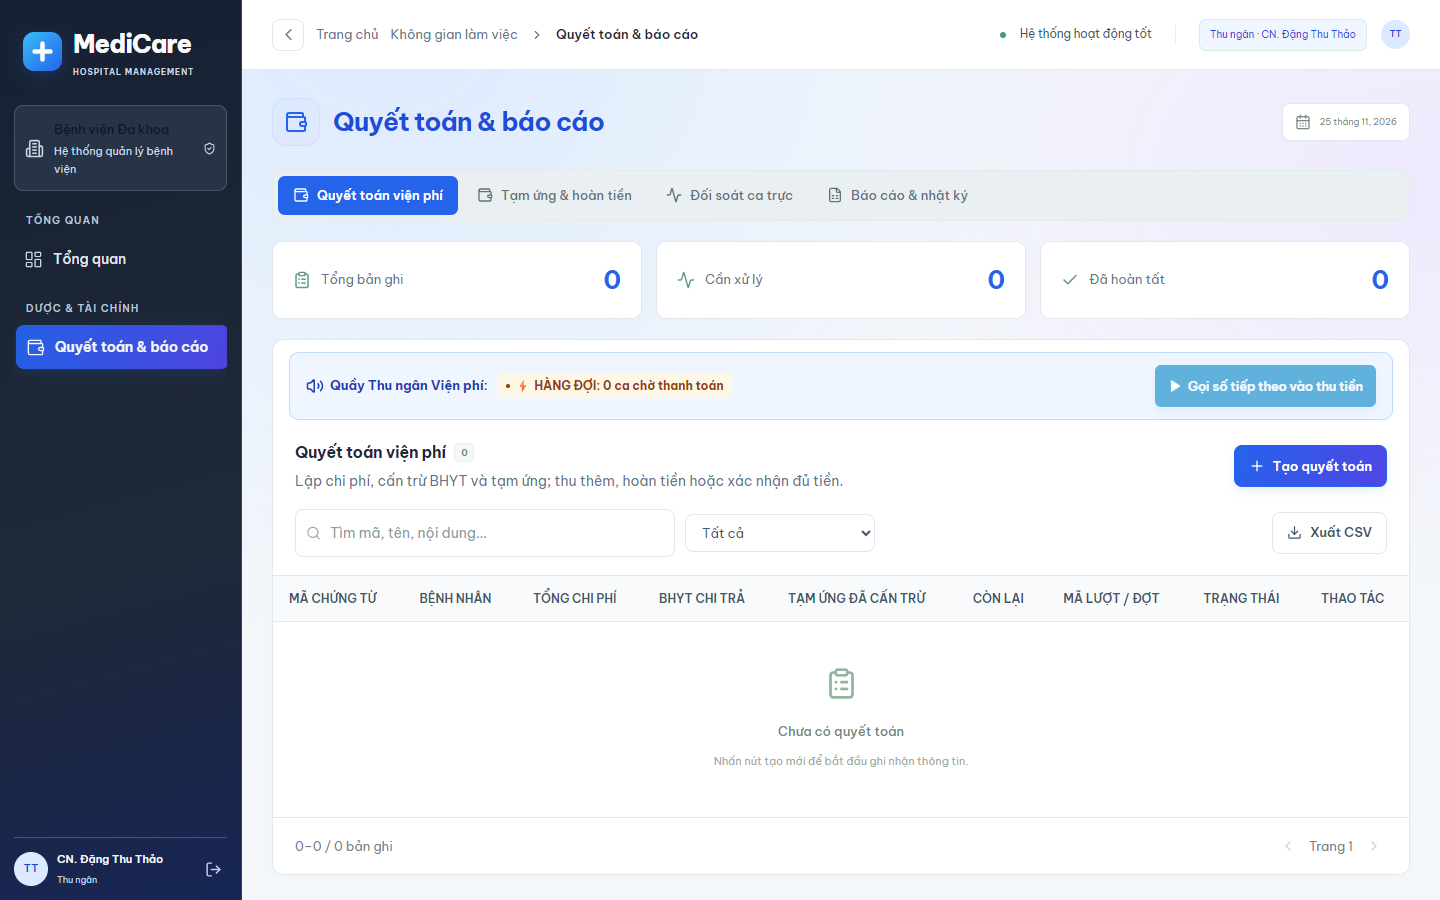 MediCare
HOSPITAL MANAGEMENT
Bệnh viện Đa khoa
Hệ thống quản lý bệnh
viện
TỔNG QUAN
Tổng quan
DƯỢC & TÀI CHÍNH
Quyết toán & báo cáo
TT
CN. Đặng Thu Thảo
Thu ngân
Trang chủ Không gian làm việc > Quyết toán & báo cáo
Hệ thống hoạt động tốt
Thu ngân · CN. Đặng Thu Thảo
TT
Quyết toán & báo cáo
25 tháng 11, 2026
Quyết toán viện phí
Tạm ứng & hoàn tiền
Đối soát ca trực
Báo cáo & nhật ký
Tổng bản ghi 0
Cần xử lý 0
Đã hoàn tất 0
Quầy Thu ngân Viện phí: • HÀNG ĐỢI: 0 ca chờ thanh toán
Gọi số tiếp theo vào thu tiền
Quyết toán viện phí 0
Lập chi phí, cấn trừ BHYT và tạm ứng; thu thêm, hoàn tiền hoặc xác nhận đủ tiền.
Tạo quyết toán
Tìm mã, tên, nội dung...
Tất cả
Xuất CSV
MÃ CHỨNG TỪ BỆNH NHÂN TỔNG CHI PHÍ BHYT CHI TRẢ TẠM ỨNG ĐÃ CẤN TRỪ CÒN LẠI MÃ LƯỢT / ĐỢT TRẠNG THÁI THAO TÁC
Chưa có quyết toán
Nhấn nút tạo mới để bắt đầu ghi nhận thông tin.
0–0 / 0 bản ghi
Trang 1